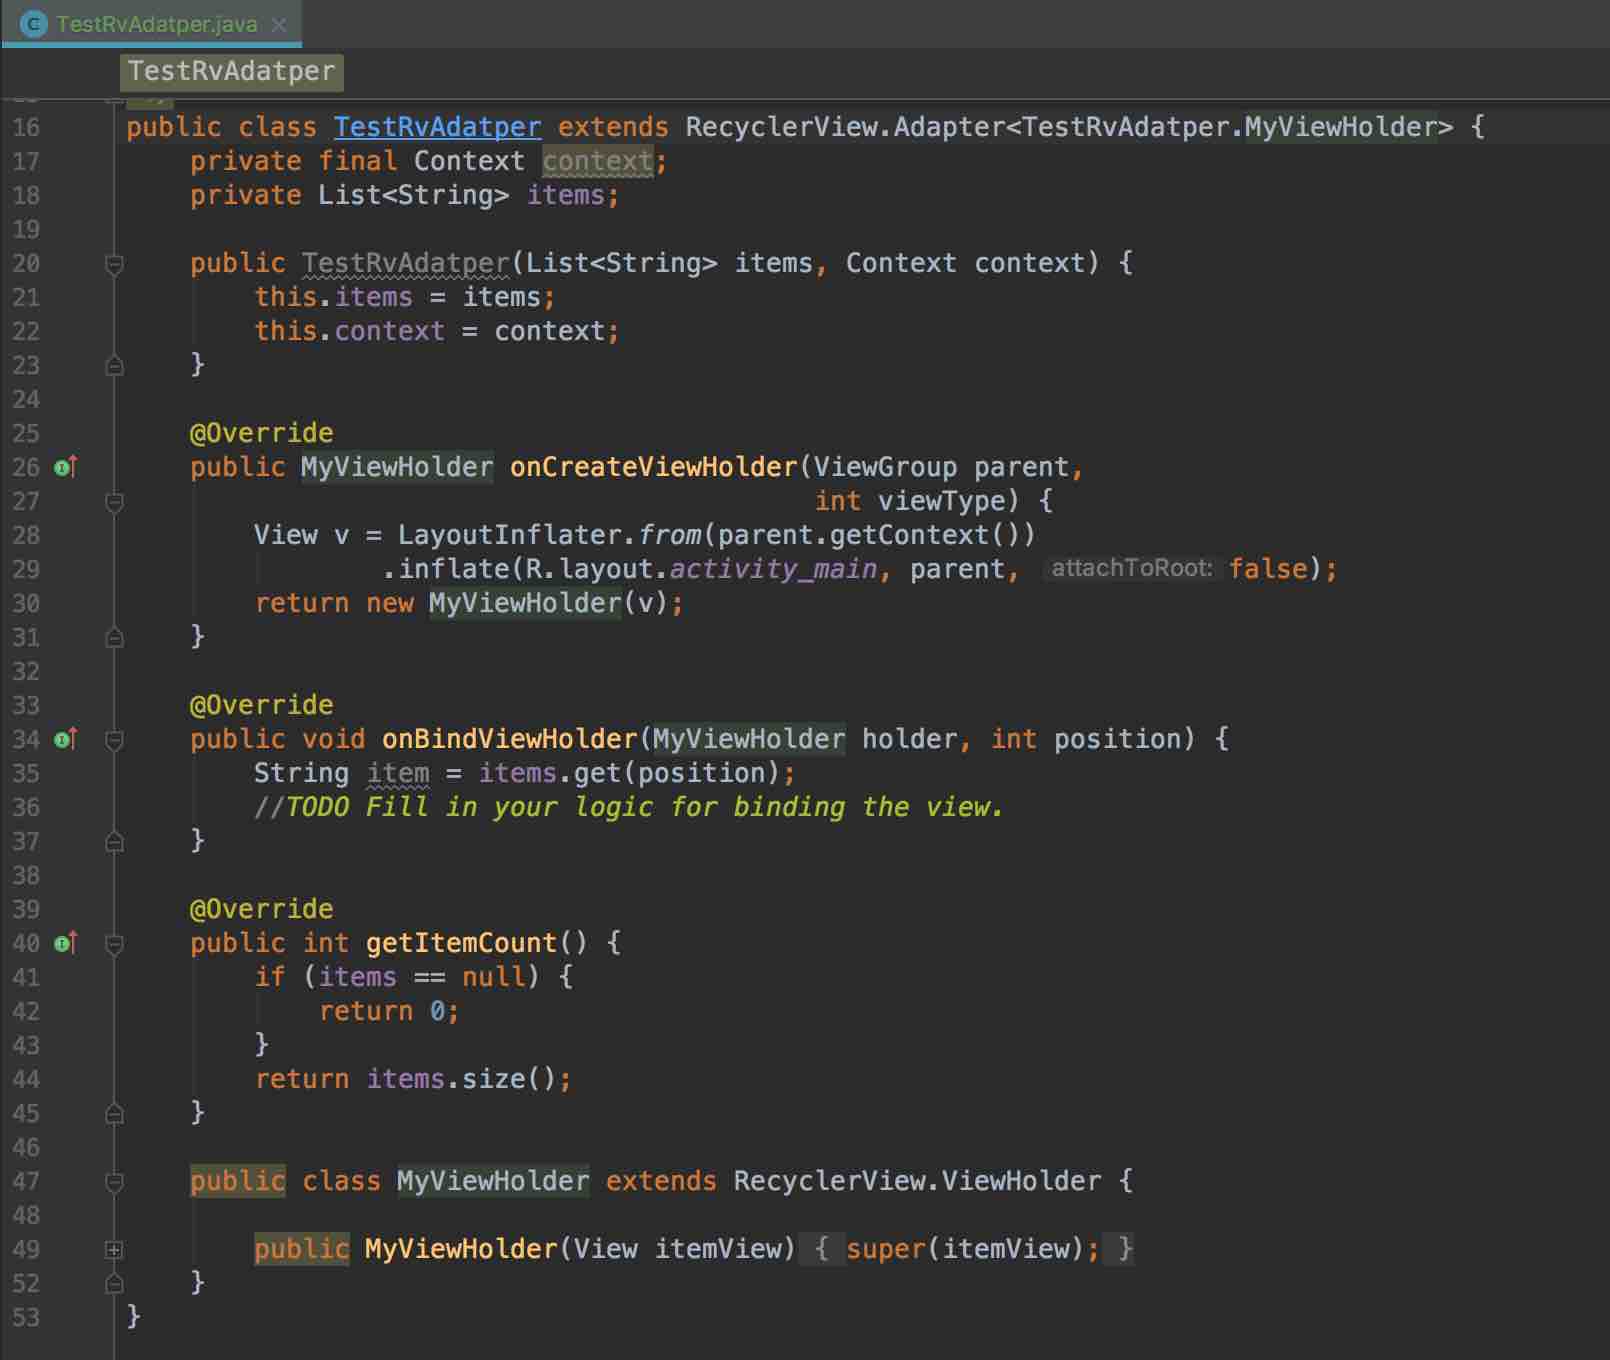 TestRvAdatper.java
TestRvAdatper
16 public class TestRvAdatper extends RecyclerView.Adapter<TestRvAdatper.MyViewHolder> {
17 private final Context context;
18 private List<String> items;
19
20 public TestRvAdatper(List<String> items, Context context) {
21 this.items = items;
22 this.context = context;
23 }
24
25 @Override
26 public MyViewHolder onCreateViewHolder(ViewGroup parent,
27 int viewType) {
28 View v = LayoutInflater.from(parent.getContext())
29 .inflate(R.layout.activity_main, parent, attachToRoot: false);
30 return new MyViewHolder(v);
31 }
32
33 @Override
34 public void onBindViewHolder(MyViewHolder holder, int position) {
35 String item = items.get(position);
36 //TODO Fill in your logic for binding the view.
37 }
38
39 @Override
40 public int getItemCount() {
41 if (items == null) {
42 return 0;
43 }
44 return items.size();
45 }
46
47 public class MyViewHolder extends RecyclerView.ViewHolder {
48
49 public MyViewHolder(View itemView) { super(itemView); }
52 }
53 }